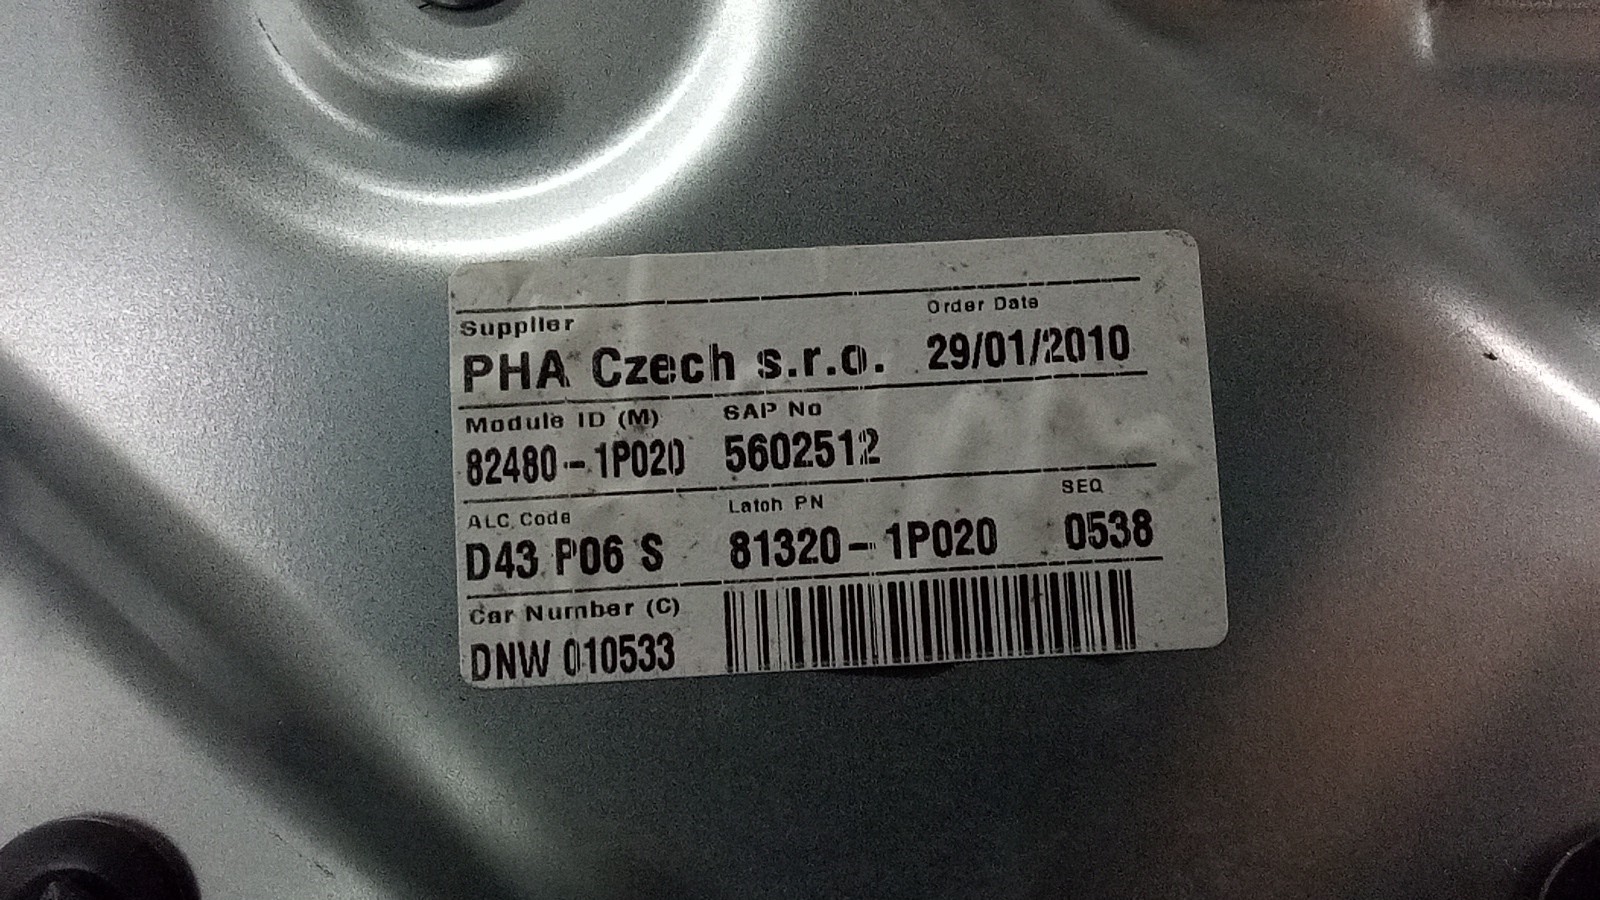 Supplier
Order Date
PHA Czech s.r.o.
29/01/2010
Module ID (M)
SAP No
82480-1P020
5602512
ALC Code
Latch PN
SEQ
D43 P06 S
81320-1P020
0538
Car Number (C)
DNW 010533